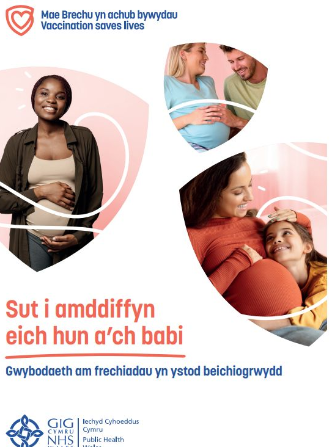 Mae Brechu yn achub bywydau
Vaccination saves lives
Sut i amddiffyn
eich hun a'ch babi
Gwybodaeth am frechiadau yn ystod beichiogrwydd
GIG
CYMRU
NHS
Iechyd Cyhoeddus
Cymru
Public Health